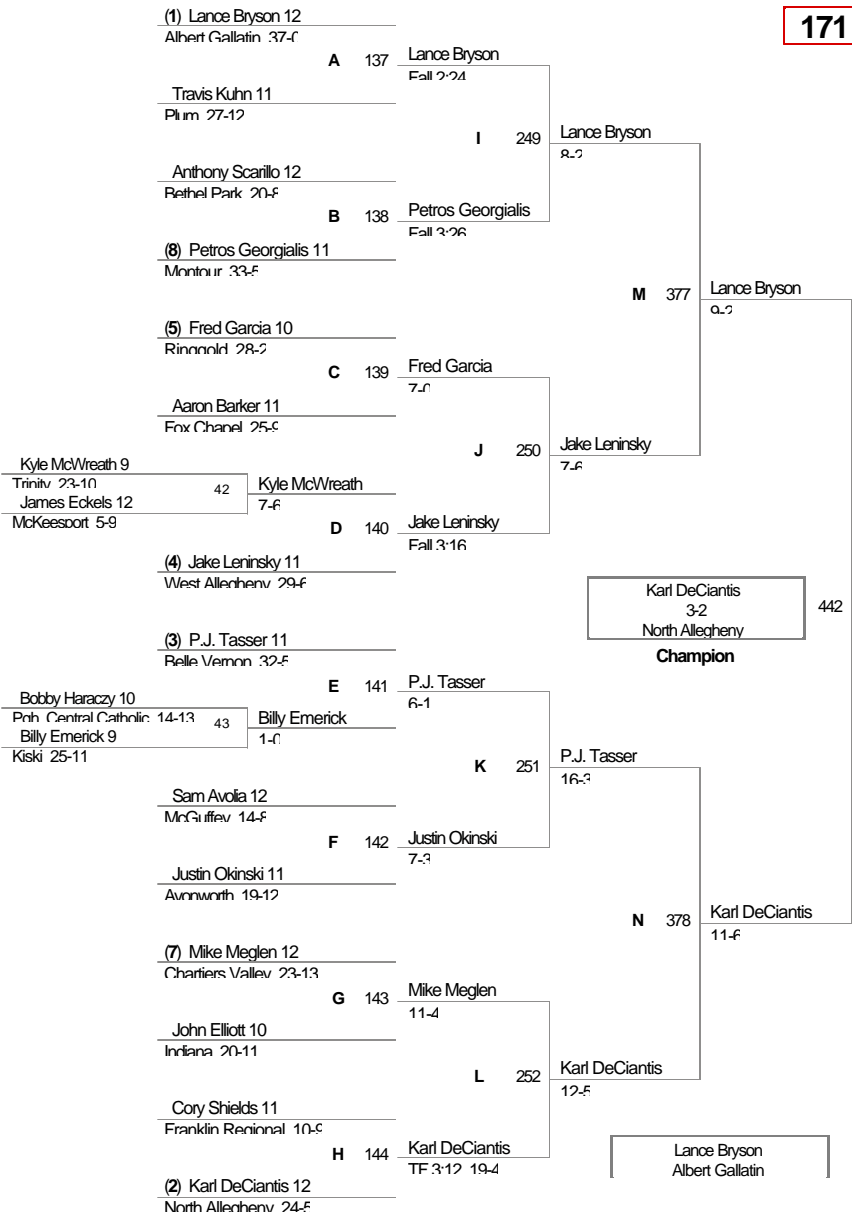 (1) Lance Bryson 12
Albert Gallatin 37-0
171
A 137 Lance Bryson
Fall 2:24
Travis Kuhn 11
Plum 27-12
I 249 Lance Bryson
8-2
Anthony Scarillo 12
Bethel Park 20-8
B 138 Petros Georgialis
Fall 3:26
(8) Petros Georgialis 11
Montour 33-5
M 377 Lance Bryson
9-2
(5) Fred Garcia 10
Ringgold 28-2
C 139 Fred Garcia
7-0
Aaron Barker 11
Fox Chapel 25-9
J 250 Jake Leninsky
7-6
Kyle McWreath 9
Trinity 23-10
42 Kyle McWreath
7-6
James Eckels 12
McKeesport 5-9
D 140 Jake Leninsky
Fall 3:16
(4) Jake Leninsky 11
West Allegheny 29-6
Karl DeCiantis
3-2
North Allegheny
442
Champion
(3) P.J. Tasser 11
Belle Vernon 32-5
E 141 P.J. Tasser
6-1
Bobby Haraczy 10
Pgh. Central Catholic 14-13
43 Billy Emerick
1-0
Billy Emerick 9
Kiski 25-11
K 251 P.J. Tasser
16-3
Sam Avolia 12
McGuffey 14-8
F 142 Justin Okinski
7-3
Justin Okinski 11
Avonworth 19-12
N 378 Karl DeCiantis
11-6
(7) Mike Meglen 12
Chartiers Valley 23-13
G 143 Mike Meglen
11-4
John Elliott 10
Indiana 20-11
L 252 Karl DeCiantis
12-5
Cory Shields 11
Franklin Regional 10-9
H 144 Karl DeCiantis
TF 3:12 19-4
Lance Bryson
Albert Gallatin
(2) Karl DeCiantis 12
North Allegheny 24-5